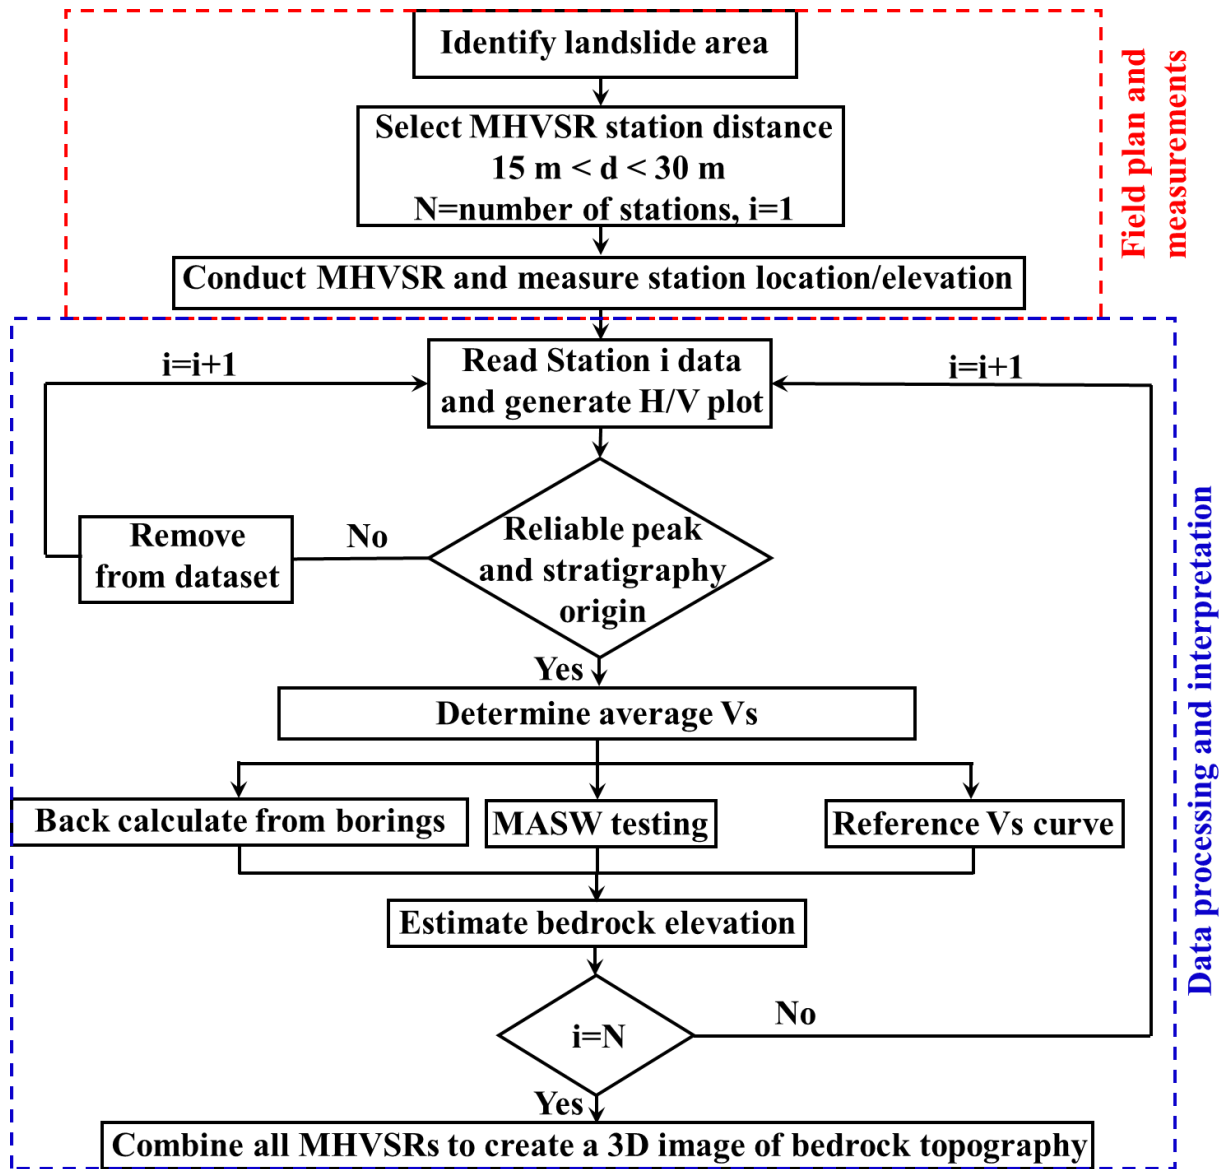 Identify landslide area
Select MHVSR station distance
15 m < d < 30 m
N=number of stations, i=1
Conduct MHVSR and measure station location/elevation
Field plan and
measurements
Read Station i data
and generate H/V plot
i=i+1
i=i+1
Reliable peak
and stratigraphy
origin
No
Remove
from dataset
Yes
Determine average Vs
Back calculate from borings
MASW testing
Reference Vs curve
Estimate bedrock elevation
i=N
No
Yes
Combine all MHVSRs to create a 3D image of bedrock topography
Data processing and interpretation